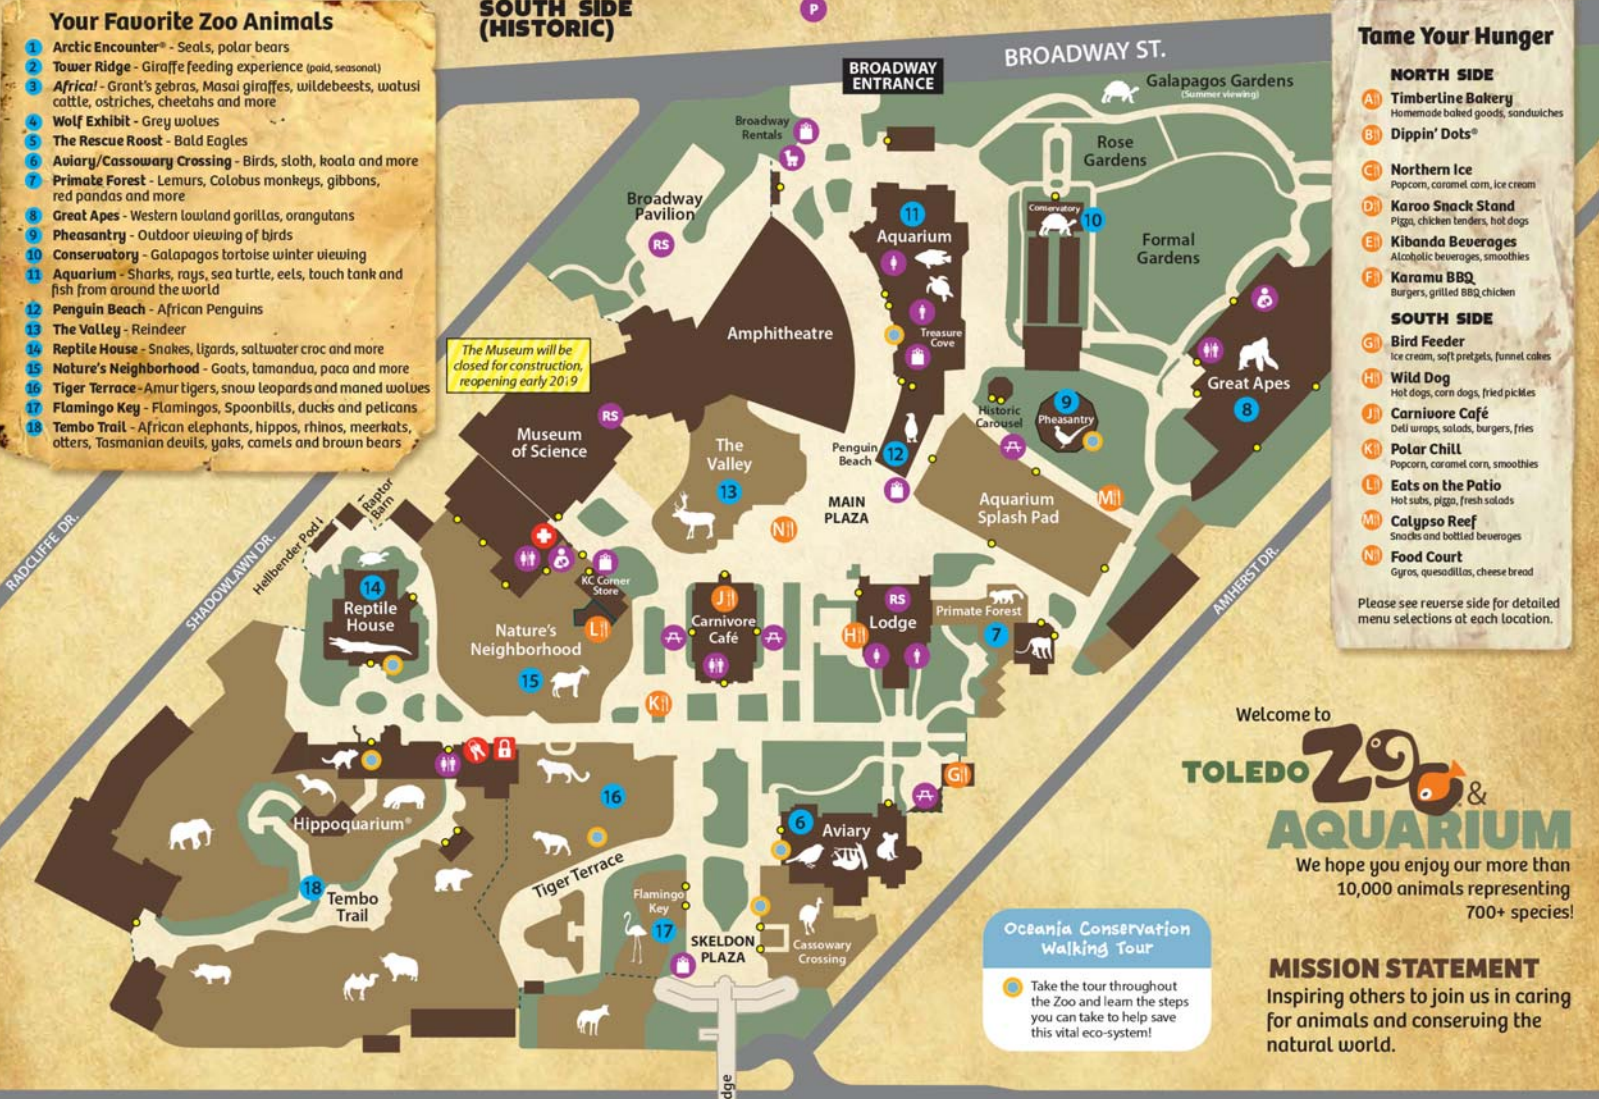 SOUTH SIDE
(HISTORIC)
P
Your Favorite Zoo Animals
1 Arctic Encounter® - Seals, polar bears
2 Tower Ridge - Giraffe feeding experience (paid, seasonal)
3 Africa! - Grant's zebras, Masai giraffes, wildebeests, watusi
cattle, ostriches, cheetahs and more
4 Wolf Exhibit - Grey wolves
5 The Rescue Roost - Bald Eagles
6 Aviary/Cassowary Crossing - Birds, sloth, koala and more
7 Primate Forest - Lemurs, Colobus monkeys, gibbons,
red pandas and more
8 Great Apes - Western lowland gorillas, orangutans
9 Pheasantry - Outdoor viewing of birds
10 Conservatory - Galapagos tortoise winter viewing
11 Aquarium - Sharks, rays, sea turtle, eels, touch tank and
fish from around the world
12 Penguin Beach - African Penguins
13 The Valley - Reindeer
14 Reptile House - Snakes, lizards, saltwater croc and more
15 Nature's Neighborhood - Goats, tamandua, paca and more
16 Tiger Terrace - Amur tigers, snow leopards and maned wolves
17 Flamingo Key - Flamingos, Spoonbills, ducks and pelicans
18 Tembo Trail - African elephants, hippos, rhinos, meerkats,
otters, Tasmanian devils, yaks, camels and brown bears
BROADWAY ST.
BROADWAY
ENTRANCE
Galapagos Gardens
(Summer viewing)
Broadway
Rentals
Rose
Gardens
Broadway
Pavilion
RS
11
Aquarium
Conservatory
10
Formal
Gardens
Amphitheatre
Treasure
Cove
The Museum will be
closed for construction,
reopening early 2019
Great Apes
8
Historic
Carousel
9
Pheasantry
RS
Museum
of Science
The
Valley
13
Penguin
Beach
12
MAIN
PLAZA
N
Aquarium
Splash Pad
M
RADCLIFFE DR.
SHADOWLAWN DR.
Hellbender Pod I
Raptor
Barn
AMHERST DR.
14
Reptile
House
KC Corner
Store
L
Nature's
Neighborhood
15
J
Carnivore
Café
K
RS
Lodge
H
Primate Forest
7
G
Hippoquarium®
18
Tembo
Trail
16
Tiger Terrace
6
Aviary
Flamingo
Key
17
SKELDON
PLAZA
Cassowary
Crossing
dge
Tame Your Hunger
NORTH SIDE
A Timberline Bakery
Homemade baked goods, sandwiches
B Dippin' Dots®
C Northern Ice
Popcorn, caramel corn, ice cream
D Karoo Snack Stand
Pizza, chicken tenders, hot dogs
E Kibanda Beverages
Alcoholic beverages, smoothies
F Karamu BBQ
Burgers, grilled BBQ chicken
SOUTH SIDE
G Bird Feeder
Ice cream, soft pretzels, funnel cakes
H Wild Dog
Hot dogs, corn dogs, fried pickles
J Carnivore Café
Deli wraps, salads, burgers, fries
K Polar Chill
Popcorn, caramel corn, smoothies
L Eats on the Patio
Hot subs, pizza, fresh salads
M Calypso Reef
Snacks and bottled beverages
N Food Court
Gyros, quesadillas, cheese bread
Please see reverse side for detailed
menu selections at each location.
Welcome to
TOLEDO Zoo &
AQUARIUM
We hope you enjoy our more than
10,000 animals representing
700+ species!
Oceania Conservation
Walking Tour
Take the tour throughout
the Zoo and learn the steps
you can take to help save
this vital eco-system!
MISSION STATEMENT
Inspiring others to join us in caring
for animals and conserving the
natural world.